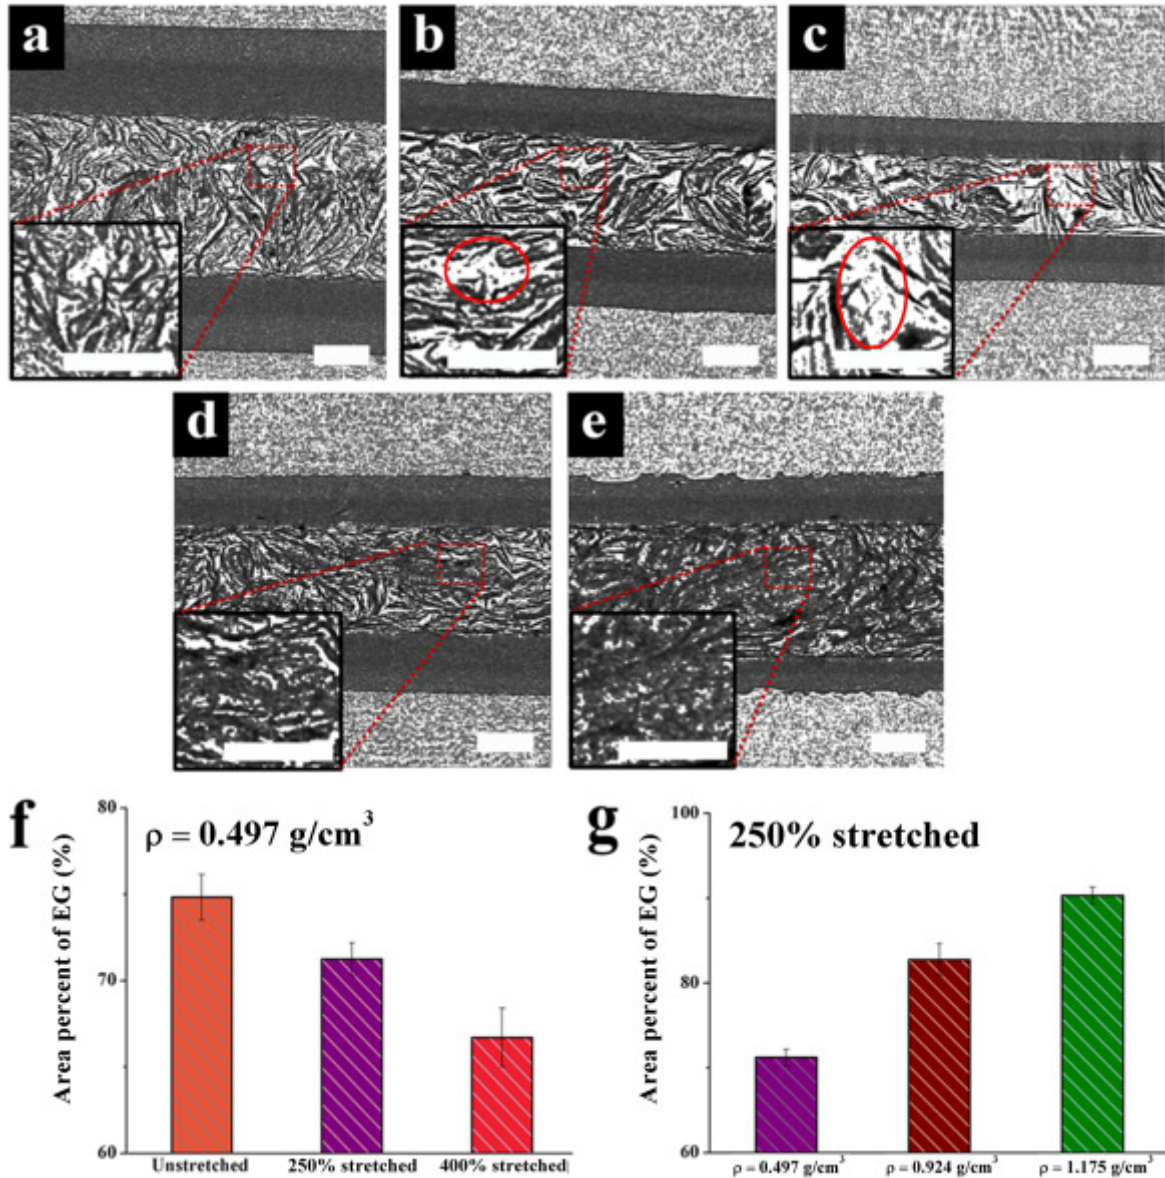 a
b
c
d
e
f
ρ = 0.497 g/cm³
80
70
60
Area percent of EG (%)
Unstretched
250% stretched
400% stretched
g
250% stretched
100
80
60
Area percent of EG (%)
ρ = 0.497 g/cm³
ρ = 0.924 g/cm³
ρ = 1.175 g/cm³